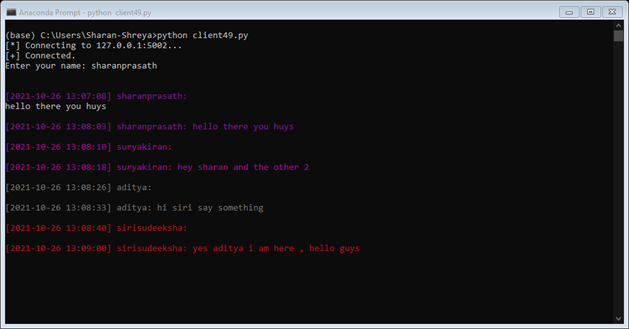 Anaconda Prompt - python client49.py
(base) C:\Users\Sharan-Shreya>python client49.py
[*] Connecting to 127.0.0.1:5002...
[+] Connected.
Enter your name: sharanprasath
[2021-10-26 13:07:08] sharanprasath:
hello there you huys
[2021-10-26 13:08:03] sharanprasath: hello there you huys
[2021-10-26 13:08:10] suryakiran:
[2021-10-26 13:08:18] suryakiran: hey sharan and the other 2
[2021-10-26 13:08:26] aditya:
[2021-10-26 13:08:33] aditya: hi siri say something
[2021-10-26 13:08:40] sirisudeeksha:
[2021-10-26 13:09:00] sirisudeeksha: yes aditya i am here , hello guys